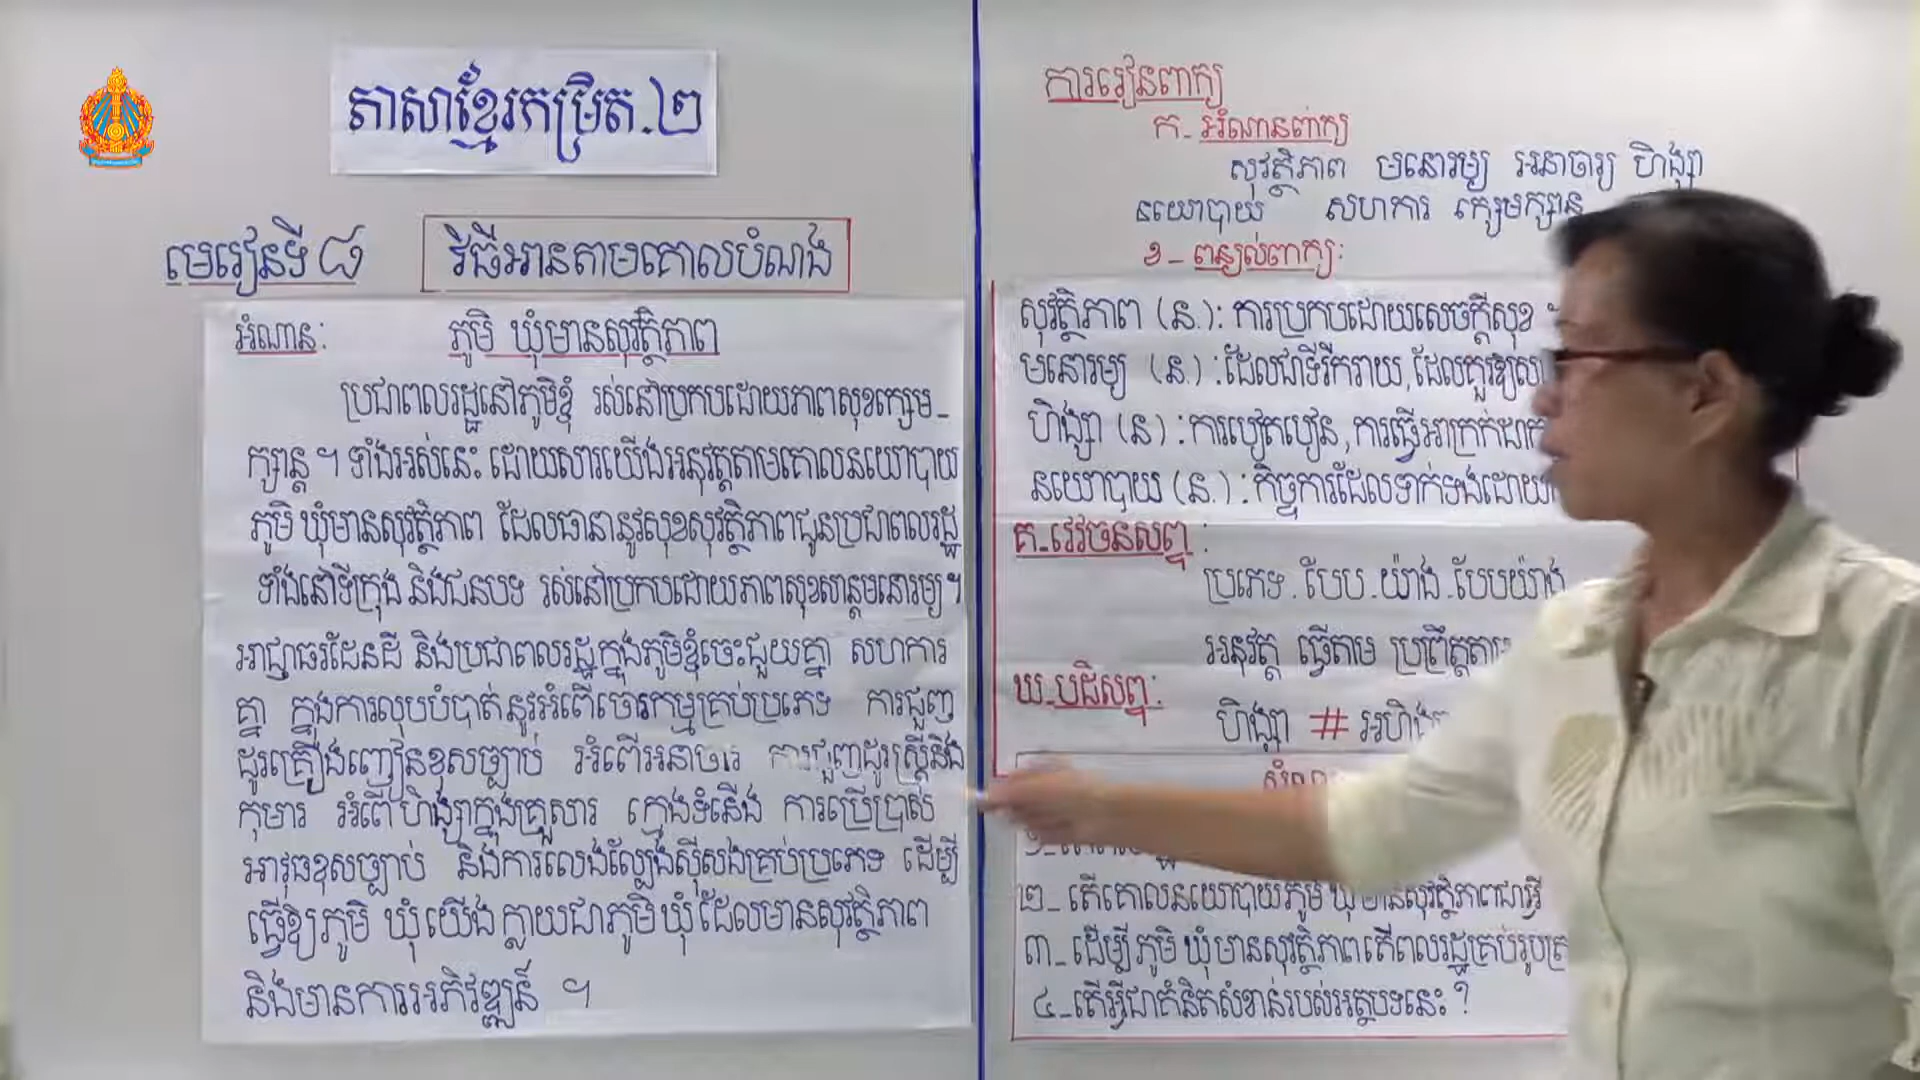 ភាសាខ្មែរកម្រិត.២
មេរៀនទី ៨
វិធីអានតាមគោលបំណង
អំណាន:
ភូមិ ឃុំមានសុវត្ថិភាព
ប្រជាពលរដ្ឋនៅភូមិខ្ញុំ រស់នៅប្រកបដោយភាពសុខក្សេម_
ក្សាន្ត ។ ទាំងអស់នេះ ដោយសារយើងអនុវត្តតាមគោលនយោបាយ
ភូមិ ឃុំមានសុវត្ថិភាព ដែលធានានូវសុខសុវត្ថិភាពជូនប្រជាពលរដ្ឋ
ទាំងនៅទីក្រុង និងជនបទ រស់នៅប្រកបដោយភាពសុខសាន្តមនោរម្យ ។
អាជ្ញាធរដែនដី និងប្រជាពលរដ្ឋក្នុងភូមិខ្ញុំចេះជួយគ្នា សហការ
គ្នា ក្នុងការលុបបំបាត់នូវអំពើចោរកម្មគ្រប់ប្រភេទ ការជួញ
ដូរគ្រឿងញៀនខុសច្បាប់ អំពើអនាចារ ការជួញដូរស្ត្រីនិង
កុមារ អំពើហិង្សាក្នុងគ្រួសារ ក្មេងទំនើង ការប្រើប្រាស់
អាវុធខុសច្បាប់ និងការលេងល្បែងស៊ីសងគ្រប់ប្រភេទ ដើម្បី
ធ្វើឱ្យភូមិ ឃុំយើង ក្លាយជាភូមិ ឃុំដែលមានសុវត្ថិភាព
និងមានការអភិវឌ្ឍន៍ ។
ការរៀនពាក្យ
ក_ អំណានពាក្យ
សុវត្ថិភាព មនោរម្យ អនាចារ្យ ហិង្សា
នយោបាយ សហការ ក្សេមក្សាន្ត
ខ_ ពន្យល់ពាក្យ:
សុវត្ថិភាព (ន.): ការប្រកបដោយសេចក្តីសុខ ។
មនោរម្យ (ន.) : ដែលជាទីរីករាយ, ដែលគួរឱ្យ
ហិង្សា (ន) : ការបៀតបៀន, ការធ្វើអាក្រក់ដាក់
នយោបាយ (ន.) : កិច្ចការដែលទាក់ទងដោយ
គ_វេវចនសព្ទ :
ប្រភេទ - បែប - យ៉ាង - បែបយ៉ាង
អនុវត្ត ធ្វើតាម ប្រព្រឹត្តតាម
ឃ_បដិសព្ទ:
ហិង្សា # អហិង្សា
២_ តើគោលនយោបាយភូមិ ឃុំ មានសុវត្ថិភាពជាអ្វី
៣_ ដើម្បី ភូមិ ឃុំមានសុវត្ថិភាពតើពលរដ្ឋគ្រប់រូប
៤_តើអ្វីជាគំនិតសំខាន់របស់អត្ថបទនេះ ?